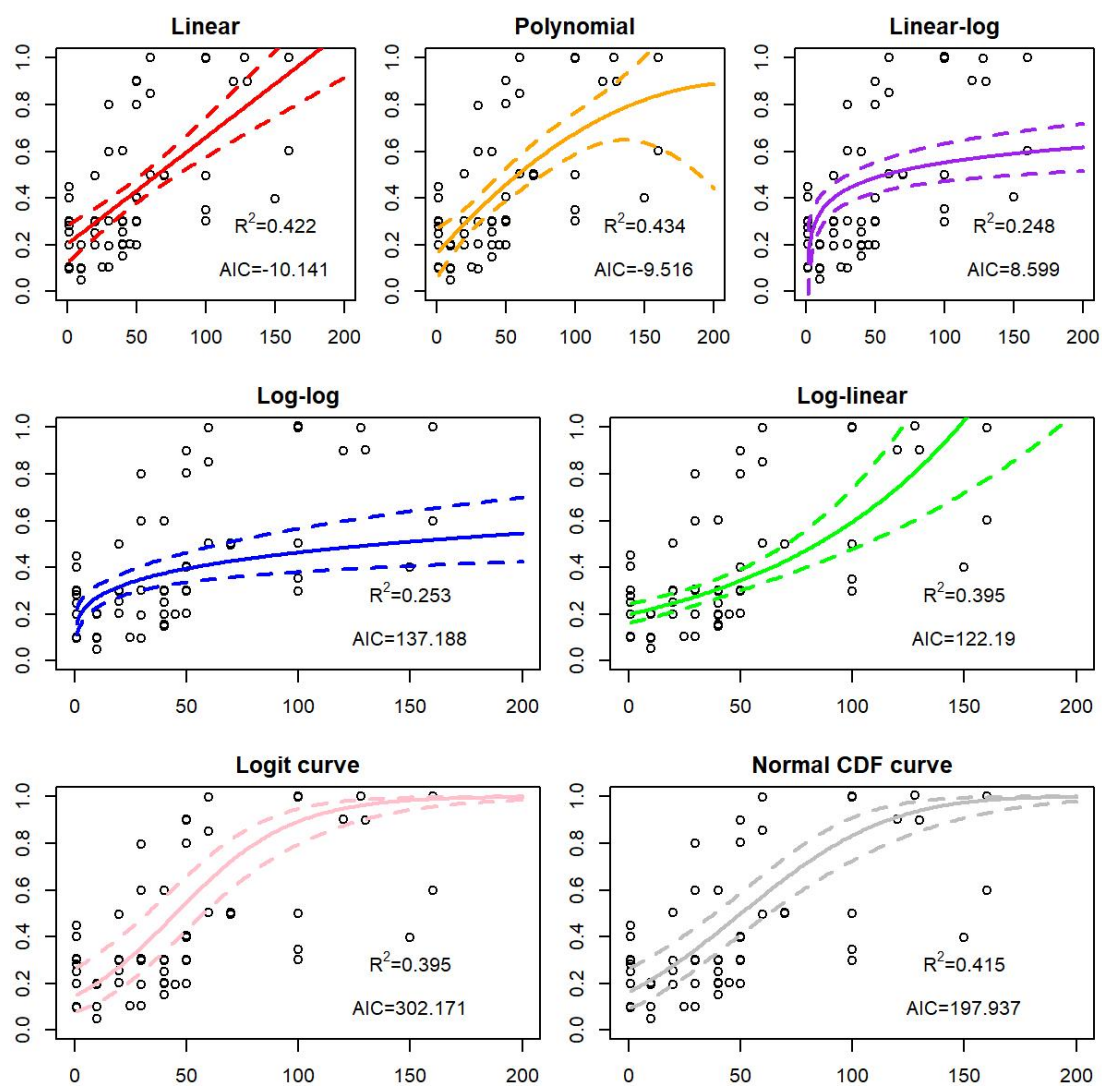 Linear Polynomial Linear-log
1.0 1.0 1.0
0.8 0.8 0.8
0.6 0.6 0.6
0.4 0.4 0.4
R²=0.422 R²=0.434 R²=0.248
0.2 0.2 0.2
AIC=-10.141 AIC=-9.516 AIC=8.599
0.0 0.0 0.0
0 50 100 150 200 0 50 100 150 200 0 50 100 150 200
Log-log Log-linear
1.0 1.0
0.8 0.8
0.6 0.6
0.4 0.4
R²=0.253 R²=0.395
0.2 0.2
AIC=137.188 AIC=122.19
0.0 0.0
0 50 100 150 200 0 50 100 150 200
Logit curve Normal CDF curve
1.0 1.0
0.8 0.8
0.6 0.6
0.4 0.4
R²=0.395 R²=0.415
0.2 0.2
AIC=302.171 AIC=197.937
0.0 0.0
0 50 100 150 200 0 50 100 150 200